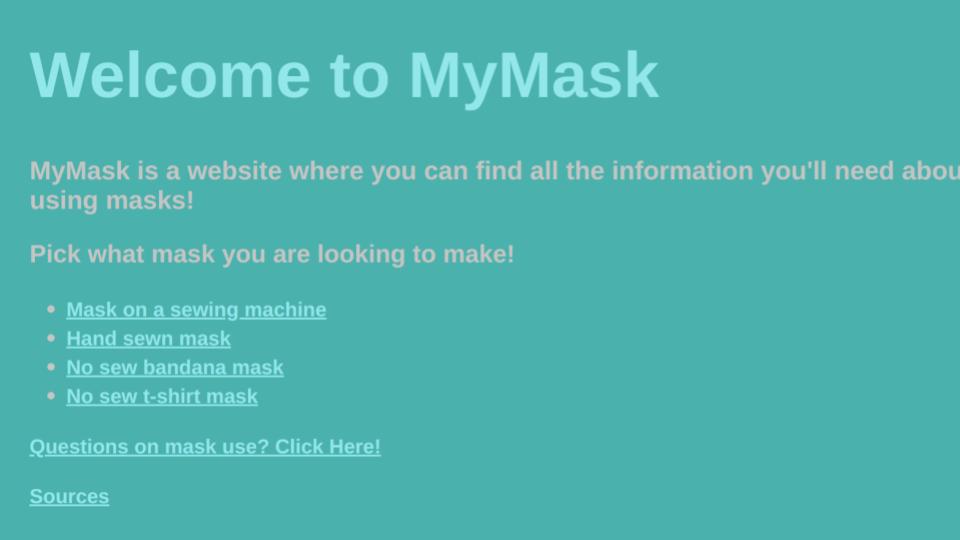 Welcome to MyMask
MyMask is a website where you can find all the information you'll need
using masks!
Pick what mask you are looking to make!
Mask on a sewing machine
Hand sewn mask
No sew bandana mask
No sew t-shirt mask
Questions on mask use? Click Here!
Sources